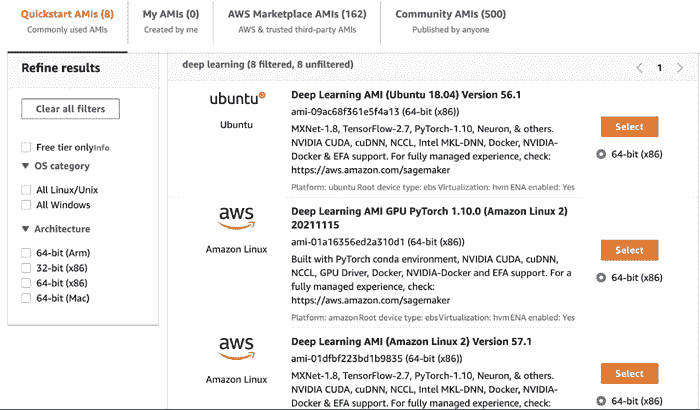 Quickstart AMIs (8)
Commonly used AMIs
My AMIs (0)
Created by me
AWS Marketplace AMIs (162)
AWS & trusted third-party AMIs
Community AMIs (500)
Published by anyone
Refine results
Clear all filters
Free tier onlyInfo
OS category
All Linux/Unix
All Windows
Architecture
64-bit (Arm)
32-bit (x86)
64-bit (x86)
64-bit (Mac)
deep learning (8 filtered, 8 unfiltered)
1
ubuntu
Ubuntu
Deep Learning AMI (Ubuntu 18.04) Version 56.1
ami-09ac68f361e5f4a13 (64-bit (x86))
MXNet-1.8, TensorFlow-2.7, PyTorch-1.10, Neuron, & others.
NVIDIA CUDA, cuDNN, NCCL, Intel MKL-DNN, Docker, NVIDIA-
Docker & EFA support. For fully managed experience, check:
https://aws.amazon.com/sagemaker
Platform: ubuntu Root device type: ebs Virtualization: hvm ENA enabled: Yes
Select
64-bit (x86)
aws
Amazon Linux
Deep Learning AMI GPU PyTorch 1.10.0 (Amazon Linux 2)
20211115
ami-01a16356ed2a310d1 (64-bit (x86))
Built with PyTorch conda environment, NVIDIA CUDA, cuDNN,
NCCL, GPU Driver, Docker, NVIDIA-Docker and EFA support. For a
fully managed experience, check:
https://aws.amazon.com/sagemaker
Platform: amazon Root device type: ebs Virtualization: hvm ENA enabled: Yes
Select
64-bit (x86)
aws
Amazon Linux
Deep Learning AMI (Amazon Linux 2) Version 57.1
ami-01dfbf223bd1b9835 (64-bit (x86))
MXNet-1.8, TensorFlow-2.7, PyTorch-1.10, Neuron, & others.
NVIDIA CUDA, cuDNN, NCCL, Intel MKL-DNN, Docker, NVIDIA-
Docker & EFA support. For fully managed experience, check:
Select
64-bit (x86)